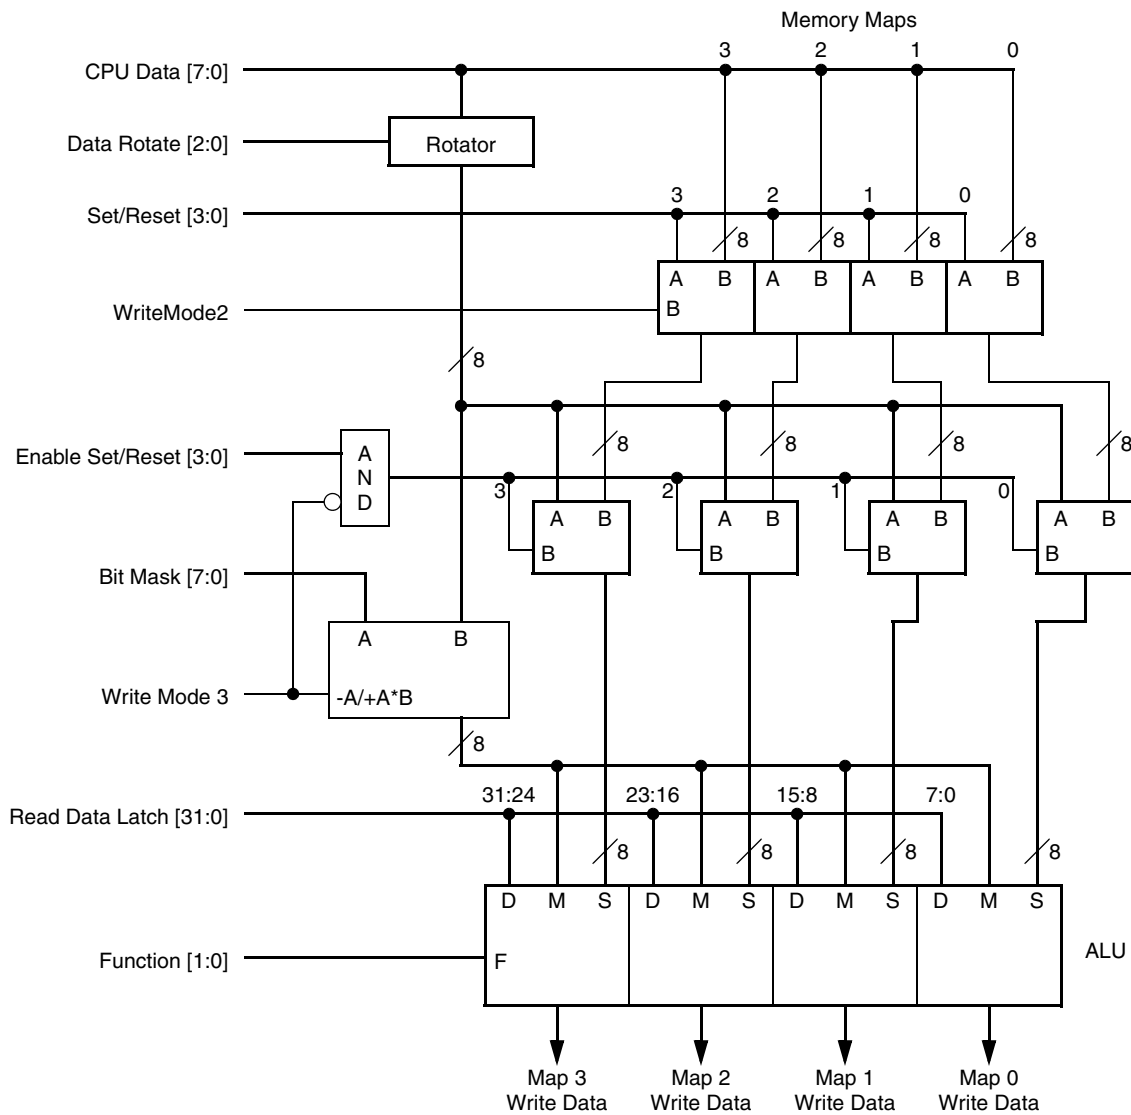 Memory Maps
3 2 1 0
CPU Data [7:0]
Data Rotate [2:0]
Rotator
3 2 1 0
Set/Reset [3:0]
8 8 8 8
A B A B A B A B
WriteMode2
B
8
8 8 8 8
Enable Set/Reset [3:0]
A
N
D
3 2 1 0
A B A B A B A B
B B B B
Bit Mask [7:0]
A B
Write Mode 3
-A/+A*B
8
31:24 23:16 15:8 7:0
Read Data Latch [31:0]
8 8 8 8
D M S D M S D M S D M S
Function [1:0]
F
ALU
Map 3 Map 2 Map 1 Map 0
Write Data Write Data Write Data Write Data